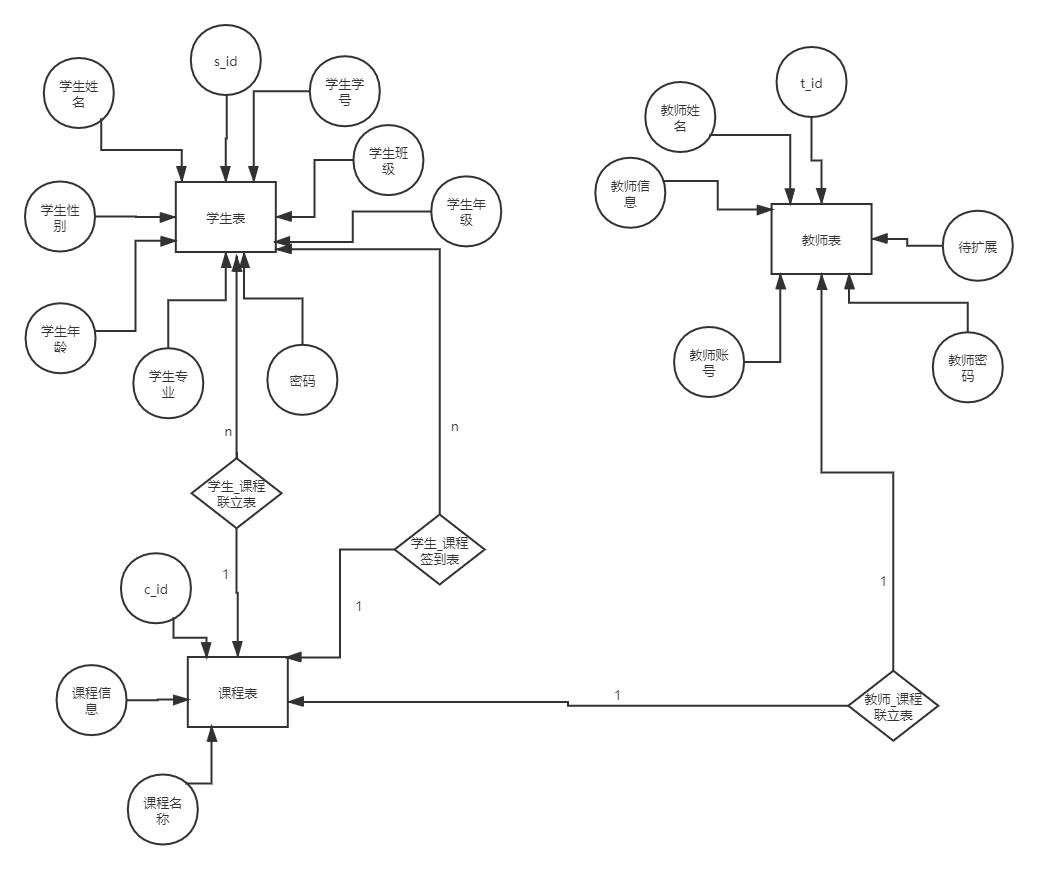 s_id
学生姓
名
学生学
号
t_id
教师姓
名
学生班
级
教师信
息
学生性
别
学生表
学生年
级
教师表
待扩展
学生年
龄
学生专
业
密码
教师账
号
教师密
码
n
n
学生_课程
联立表
学生_课程
签到表
1
c_id
1
1
课程信
息
课程表
1
教师_课程
联立表
课程名
称